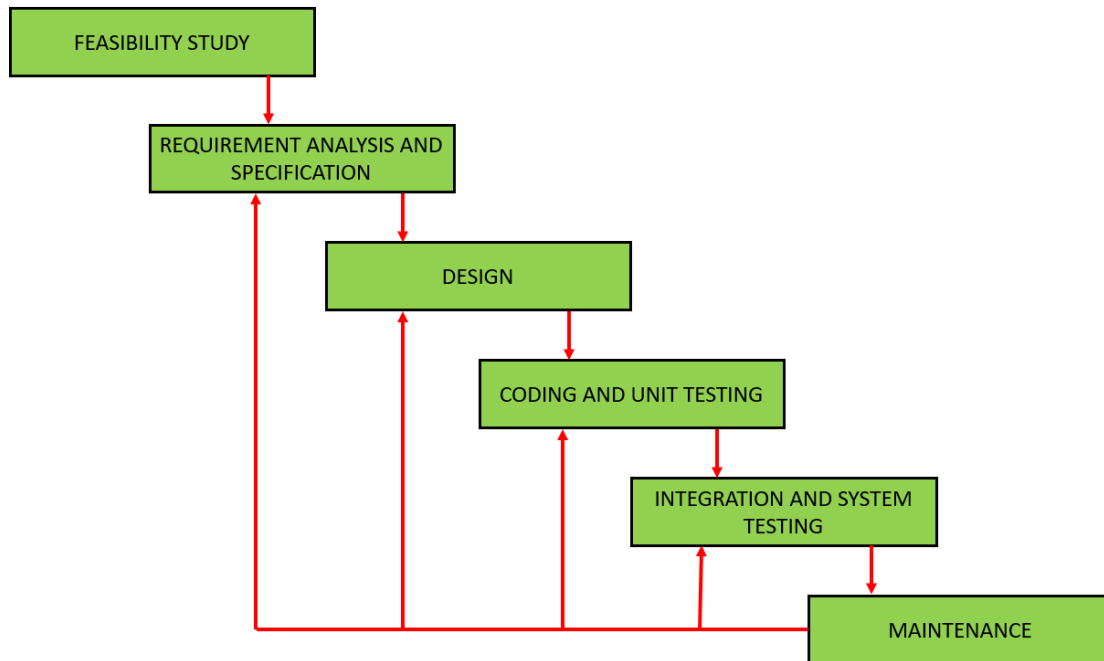 FEASIBILITY STUDY
REQUIREMENT ANALYSIS AND
SPECIFICATION
DESIGN
CODING AND UNIT TESTING
INTEGRATION AND SYSTEM
TESTING
MAINTENANCE